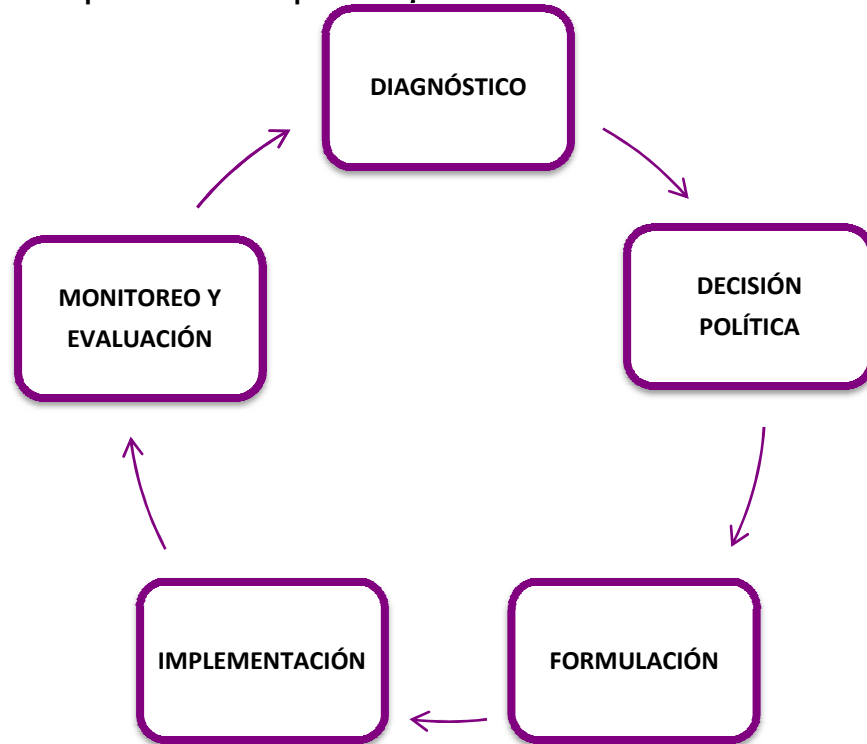 DIAGNÓSTICO
DECISIÓN
POLÍTICA
FORMULACIÓN
IMPLEMENTACIÓN
MONITOREO Y
EVALUACIÓN